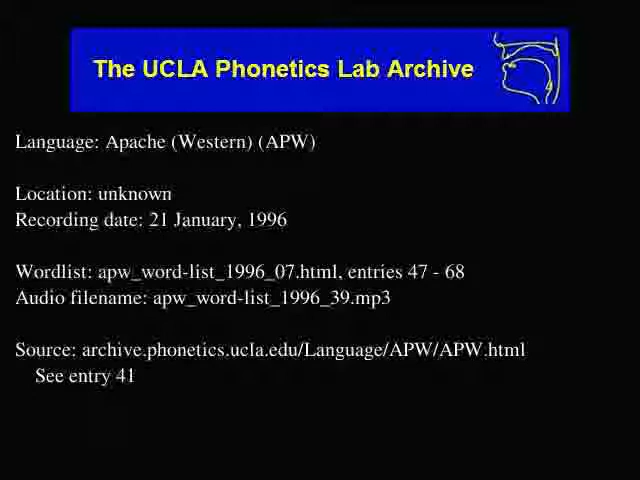 The UCLA Phonetics Lab Archive
Language: Apache (Western) (APW)
Location: unknown
Recording date: 21 January, 1996
Wordlist: apw_word-list_1996_07.html, entries 47 - 68
Audio filename: apw_word-list_1996_39.mp3
Source: archive.phonetics.ucla.edu/Language/APW/APW.html
See entry 41